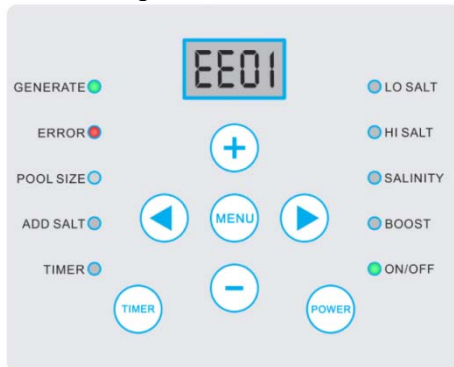 EE01
GENERATE
LO SALT
ERROR
HI SALT
+
POOL SIZE
SALINITY
MENU
ADD SALT
BOOST
TIMER
ON/OFF
−
TIMER
POWER